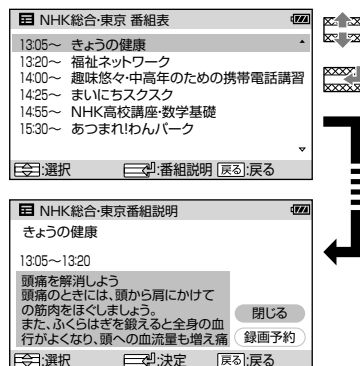 NHK総合・東京 番組表
13:05～ きょうの健康
13:20～ 福祉ネットワーク
14:00～ 趣味悠々・中高年のための携帯電話講習
14:25～ まいにちスクスク
14:55～ NHK高校講座・数学基礎
15:30～ あつまれ!わんパーク
:選択 :番組説明 戻る:戻る
NHK総合・東京番組説明
きょうの健康
13:05～13:20
頭痛を解消しよう
頭痛のときには、頭から肩にかけて
の筋肉をほぐしましょう。
また、ふくらはぎを鍛えると全身の血
行がよくなり、頭への血流量も増え痛
閉じる
録画予約
:選択 :決定 戻る:戻る